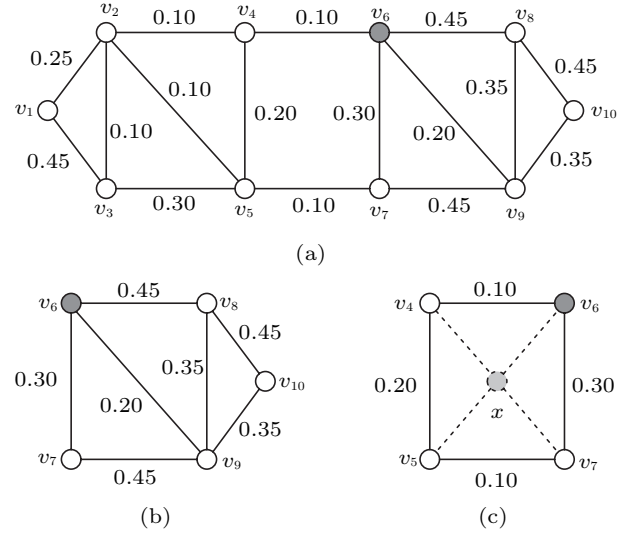 v2 0.10 v4 0.10 v6 0.45 v8
0.25 0.10 0.35 0.45
v1 0.10 0.20 0.30 0.20 v10
0.45 0.35
v3 0.30 v5 0.10 v7 0.45 v9
(a)
v6 0.45 v8
0.45
0.30 0.35 v10
0.20 0.35
v7 0.45 v9
(b)
v4 0.10 v6
0.20 0.30
x
v5 0.10 v7
(c)